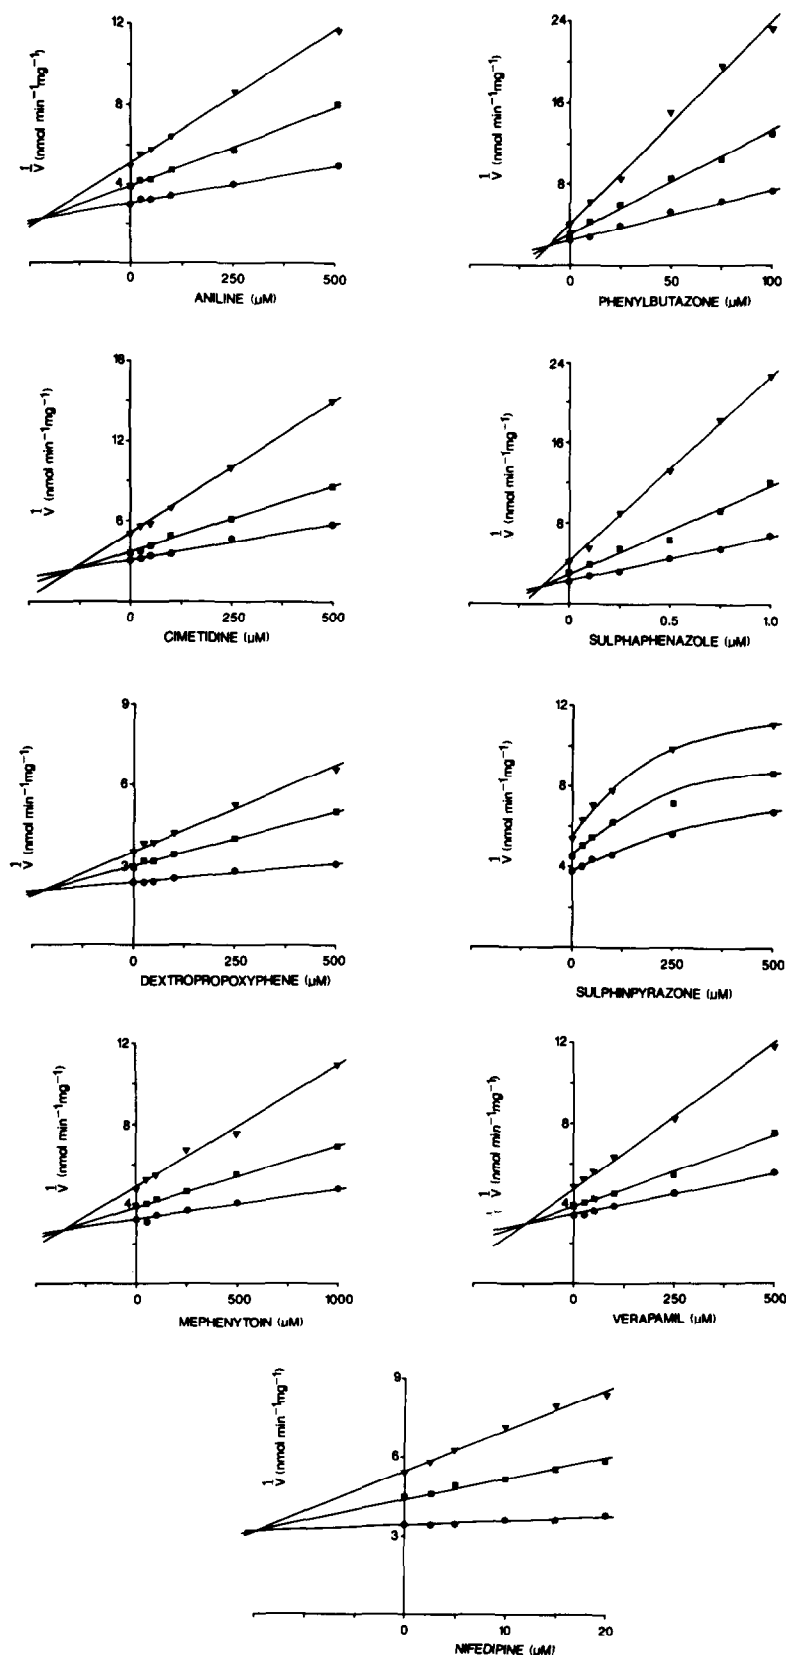 12
8
4
1/V (nmol min⁻¹mg⁻¹)
0 250 500
ANILINE (μM)
24
16
8
1/V (nmol min⁻¹mg⁻¹)
0 50 100
PHENYLBUTAZONE (μM)
18
12
6
1/V (nmol min⁻¹mg⁻¹)
0 250 500
CIMETIDINE (μM)
24
16
8
1/V (nmol min⁻¹mg⁻¹)
0 0.5 1.0
SULPHAPHENAZOLE (μM)
9
6
3
1/V (nmol min⁻¹mg⁻¹)
0 250 500
DEXTROPROPOXYPHENE (μM)
12
8
4
1/V (nmol min⁻¹mg⁻¹)
0 250 500
SULPHINPYRAZONE (μM)
12
8
4
1/V (nmol min⁻¹mg⁻¹)
0 500 1000
MEPHENYTOIN (μM)
12
8
4
1/V (nmol min⁻¹mg⁻¹)
0 250 500
VERAPAMIL (μM)
9
6
3
1/V (nmol min⁻¹mg⁻¹)
0 10 20
NIFEDIPINE (μM)